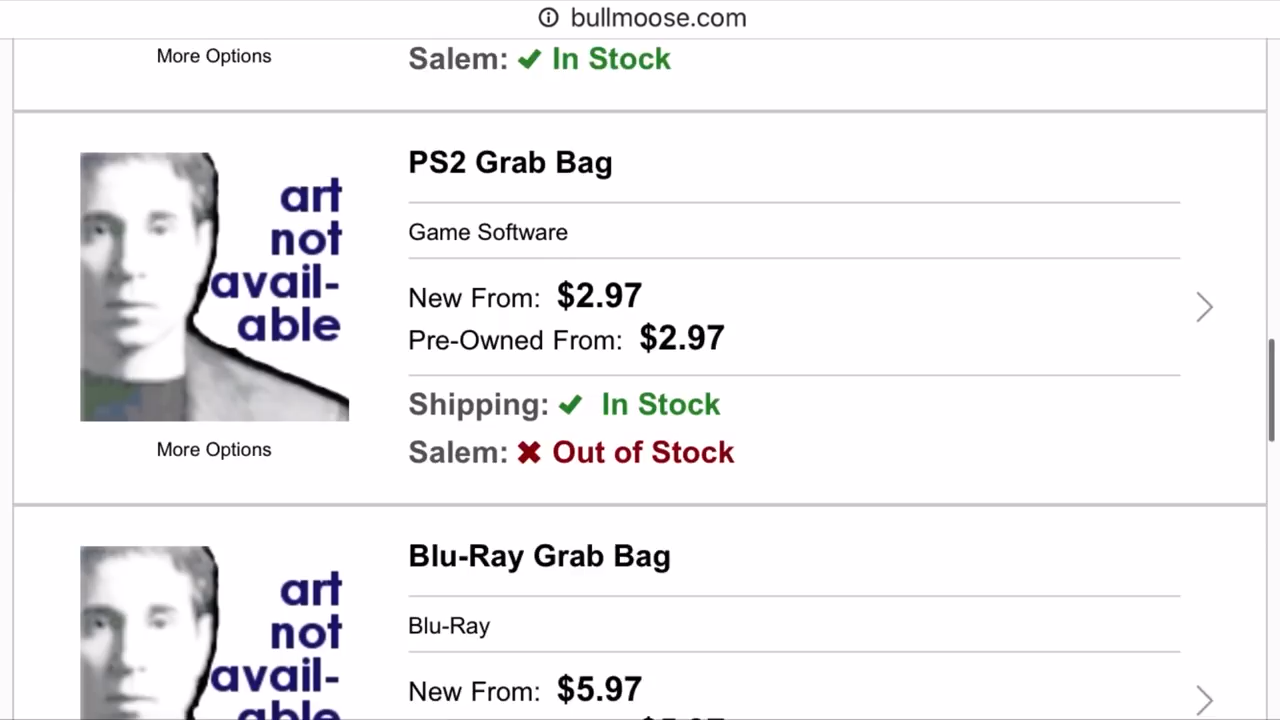 bullmoose.com
More Options
Salem: ✔ In Stock
art
not
avail-
able
More Options
PS2 Grab Bag
Game Software
New From: $2.97
Pre-Owned From: $2.97
Shipping: ✔ In Stock
Salem: ✖ Out of Stock
art
not
avail-
able
Blu-Ray Grab Bag
Blu-Ray
New From: $5.97